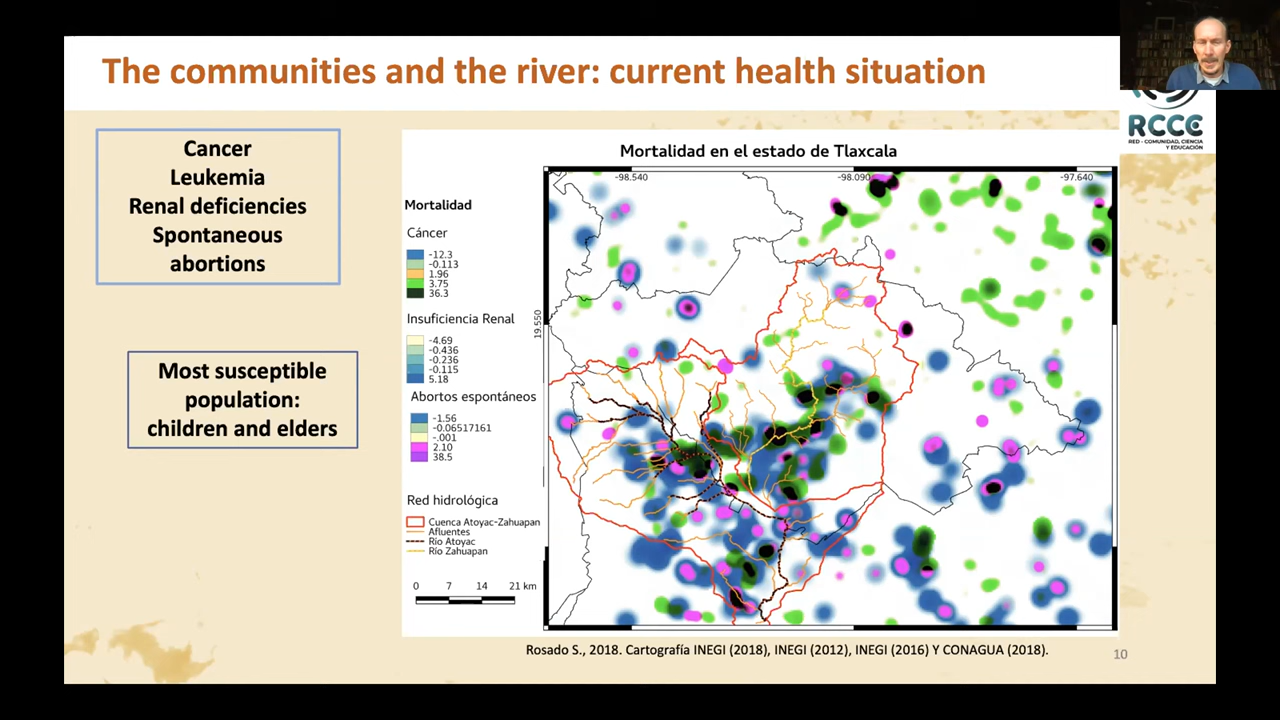 The communities and the river: current health situation
RCCE
RED - COMUNIDAD, CIENCIA
Y EDUCACIÓN
Cancer
Leukemia
Renal deficiencies
Spontaneous
abortions
Most susceptible
population:
children and elders
Mortalidad en el estado de Tlaxcala
-98.540
-98.090
-97.640
19.550
Mortalidad
Cáncer
-12.3
-0.113
1.96
3.75
36.3
Insuficiencia Renal
-4.69
-0.436
-0.236
-0.115
5.18
Abortos espontáneos
-1.56
-0.06517161
-.001
2.10
38.5
Red hidrológica
Cuenca Atoyac-Zahuapan
Afluentes
Río Atoyac
Río Zahuapan
0 7 14 21 km
Rosado S., 2018. Cartografía INEGI (2018), INEGI (2012), INEGI (2016) Y CONAGUA (2018).
10